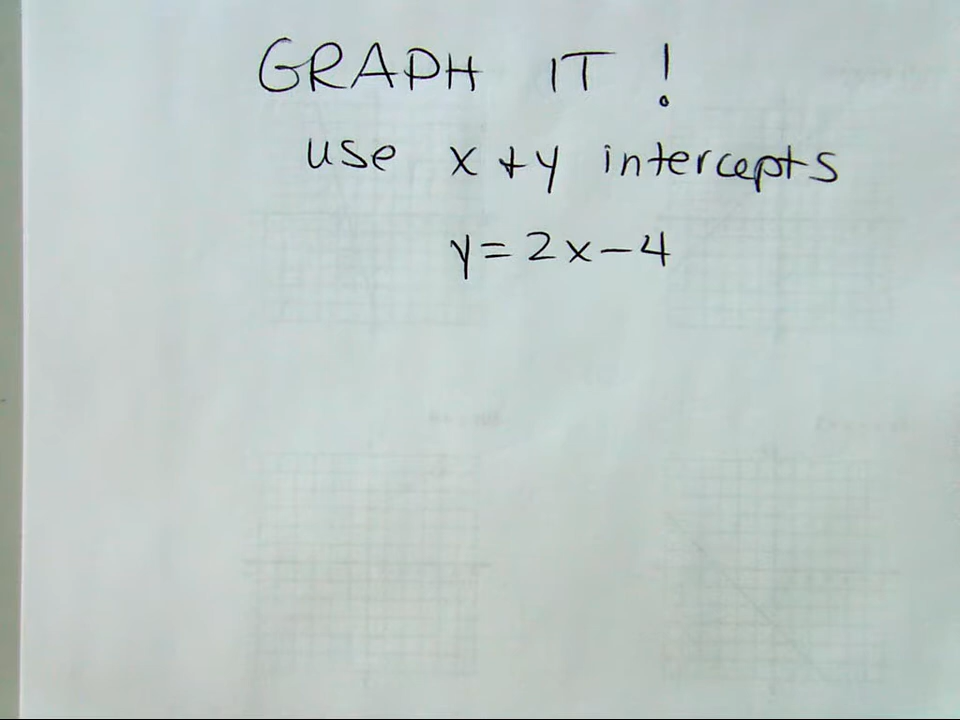 GRAPH IT !
use x + y intercepts
y = 2x - 4